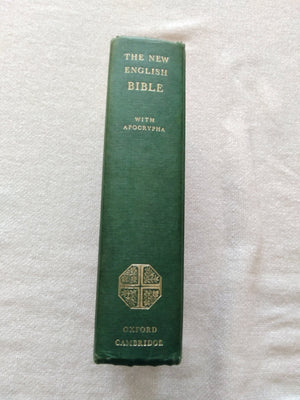 THE NEW
ENGLISH
BIBLE
WITH
APOCRYPHA
OXFORD
CAMBRIDGE